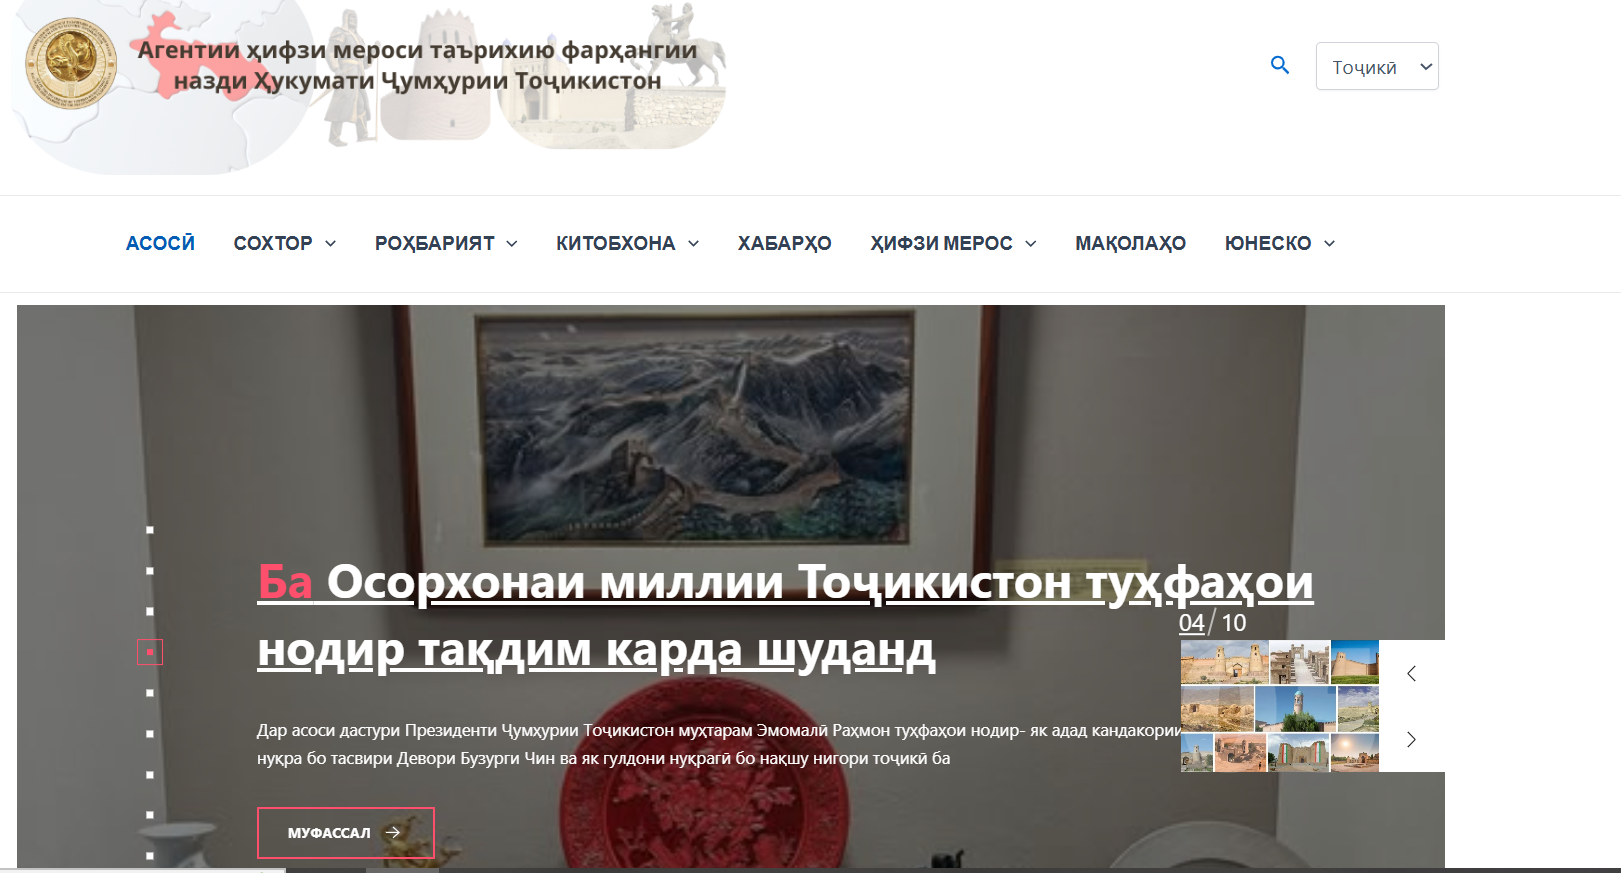 Агентии ҳифзи мероси таърихию фарҳангии
назди Ҳукумати Ҷумҳурии Тоҷикистон
Тоҷикӣ
АСОСӢ СОХТОР РОҲБАРИЯТ КИТОБХОНА ХАБАРҲО ҲИФЗИ МЕРОС МАҚОЛАҲО ЮНЕСКО
Ба Осорхонаи миллии Тоҷикистон туҳфаҳои
нодир тақдим карда шуданд
04/10
Дар асоси дастури Президенти Ҷумҳурии Тоҷикистон муҳтарам Эмомалӣ Раҳмон туҳфаҳои нодир- як адад кандакории
нуқра бо тасвири Девори Бузурги Чин ва як гулдони нуқрагӣ бо нақшу нигори тоҷикӣ ба
МУФАССАЛ